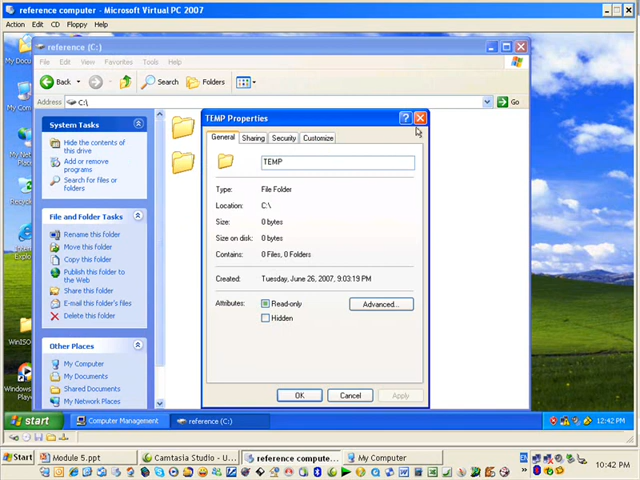 reference computer - Microsoft Virtual PC 2007
Action Edit CD Floppy Help
reference (C:)
File Edit View Favorites Tools Help
Back Search Folders
Address C:\ Go
System Tasks
Hide the contents of
this drive
Add or remove
programs
Search for files or
folders
File and Folder Tasks
Rename this folder
Move this folder
Copy this folder
Publish this folder to
the Web
Share this folder
E-mail this folder's files
Delete this folder
Other Places
My Computer
My Documents
Shared Documents
My Network Places
TEMP Properties
General Sharing Security Customize
TEMP
Type: File Folder
Location: C:\
Size: 0 bytes
Size on disk: 0 bytes
Contains: 0 Files, 0 Folders
Created: Tuesday, June 26, 2007, 9:03:19 PM
Attributes: Read-only Advanced...
Hidden
OK Cancel Apply
start Computer Management reference (C:) 12:42 PM
Start Module 5.ppt Camtasia Studio - U... reference compute... My Computer EN
10:42 PM